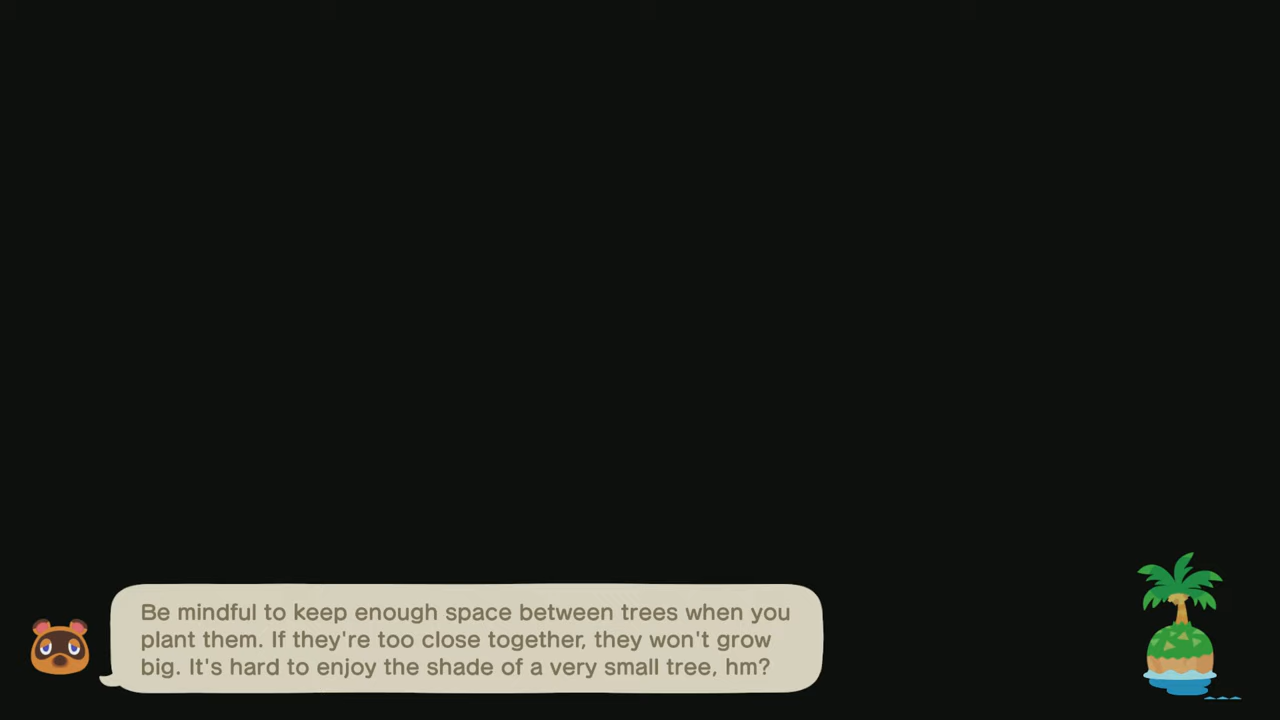 Be mindful to keep enough space between trees when you
plant them. If they're too close together, they won't grow
big. It's hard to enjoy the shade of a very small tree, hm?